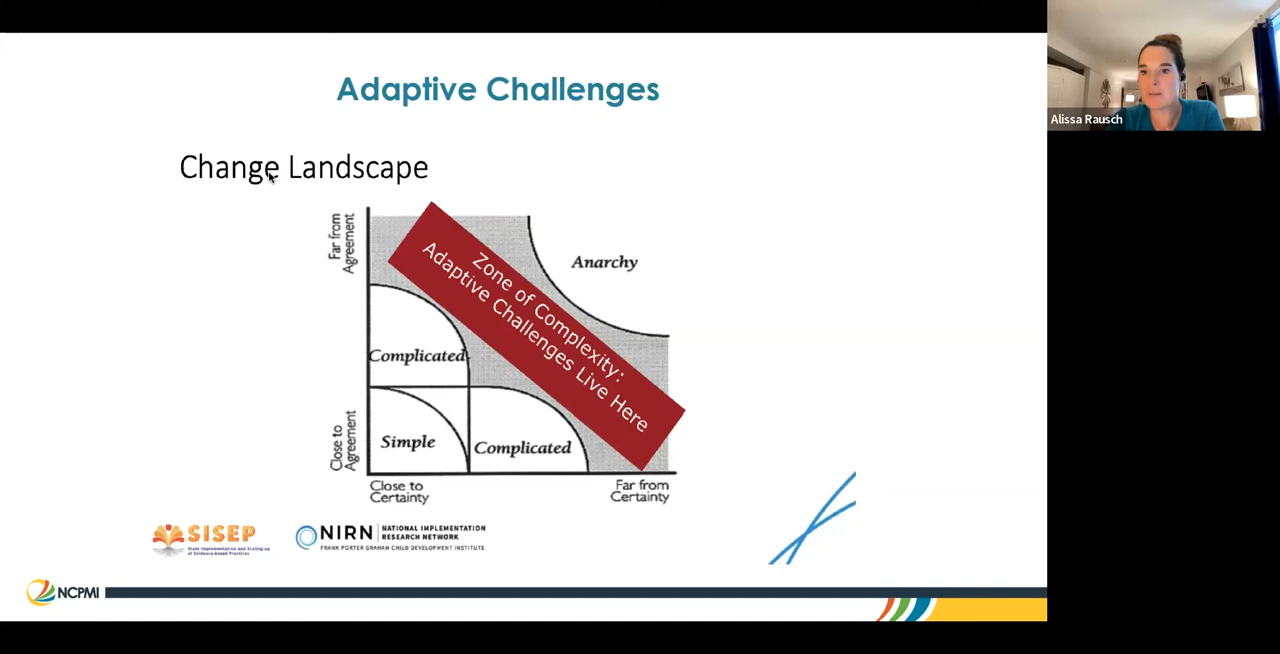 Adaptive Challenges
Alissa Rausch
Change Landscape
Far from
Agreement
Zone of Complexity:
Adaptive Challenges Live Here
Anarchy
Complicated
Close to
Agreement
Simple
Complicated
Close to
Certainty
Far from
Certainty
SISEP
State Implementation and Scaling-up
of Evidence-based Practices
NIRN
NATIONAL IMPLEMENTATION
RESEARCH NETWORK
FRANK PORTER GRAHAM CHILD DEVELOPMENT INSTITUTE
NCPMI